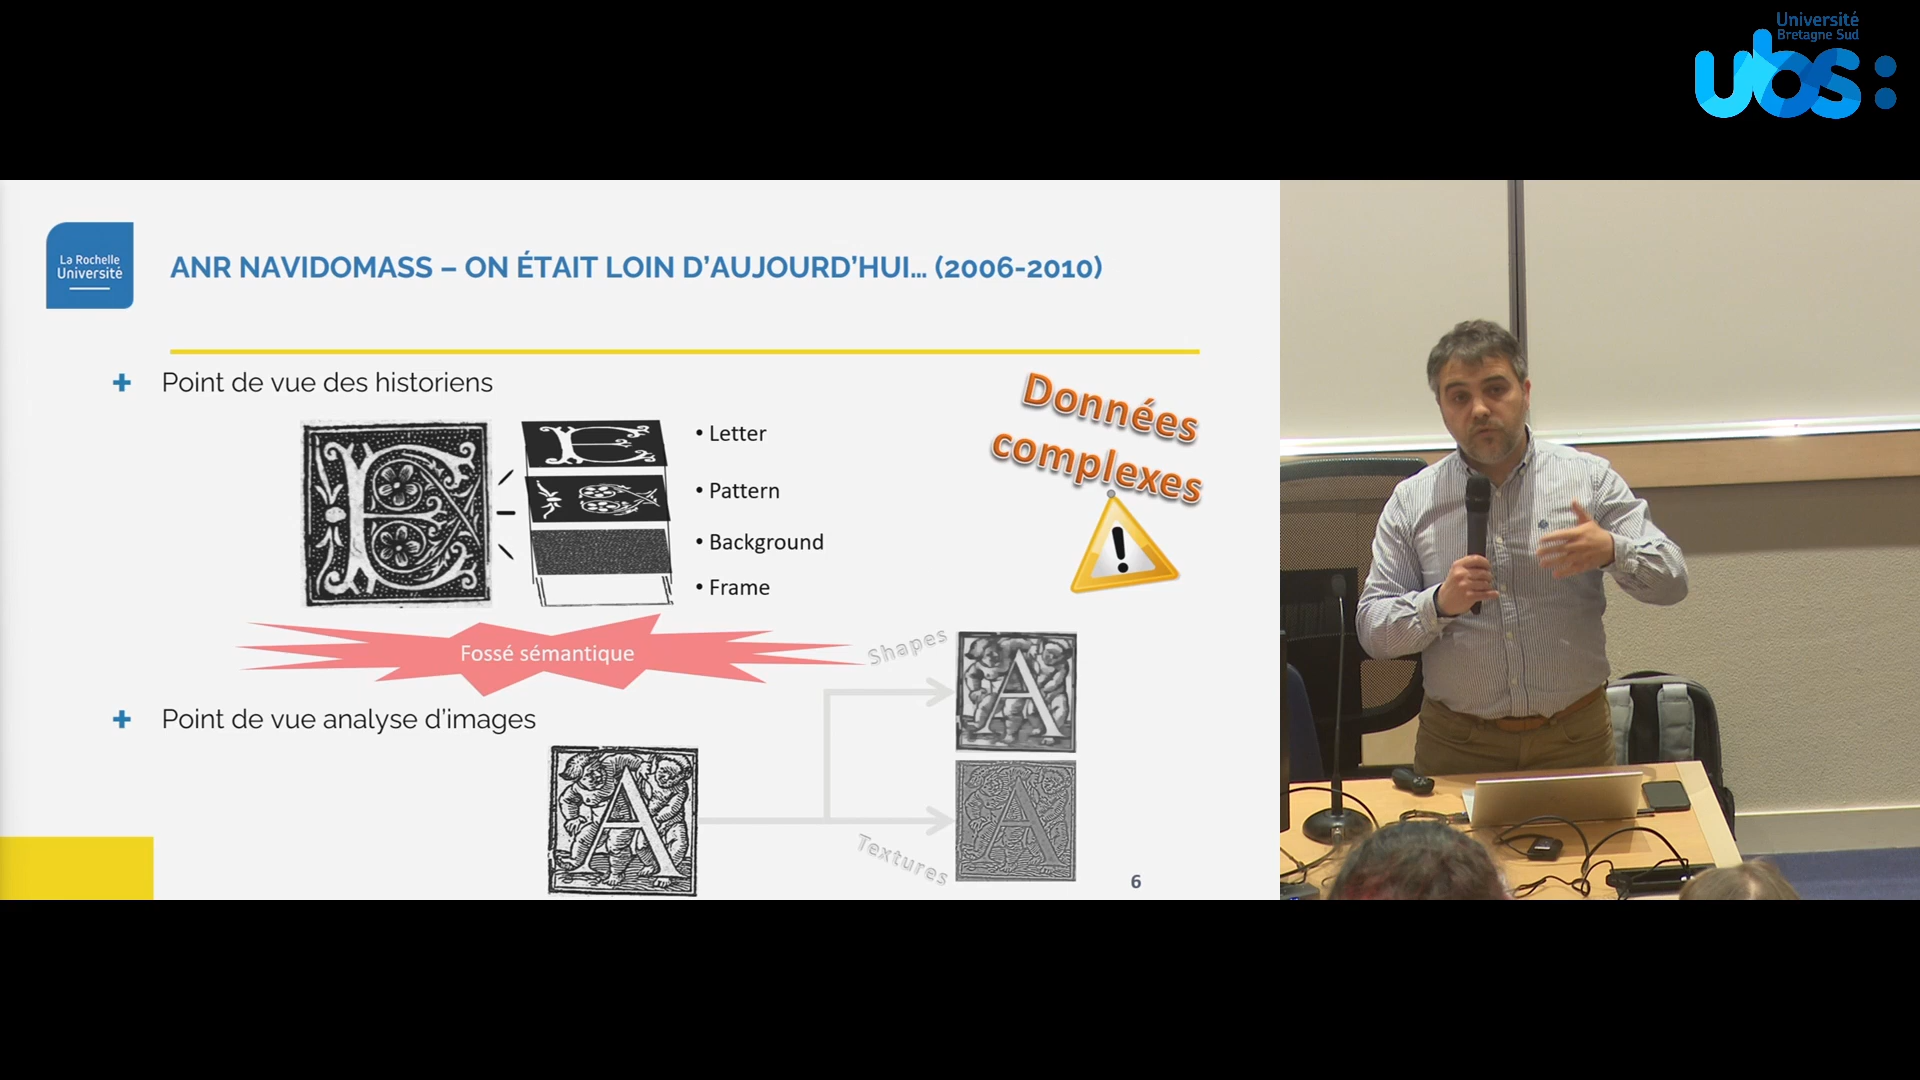 Université
Bretagne Sud
ubs:
La Rochelle
Université
ANR NAVIDOMASS – ON ÉTAIT LOIN D'AUJOURD'HUI... (2006-2010)
+ Point de vue des historiens
Données
complexes
• Letter
• Pattern
• Background
• Frame
Fossé sémantique
Shapes
+ Point de vue analyse d'images
Textures
6